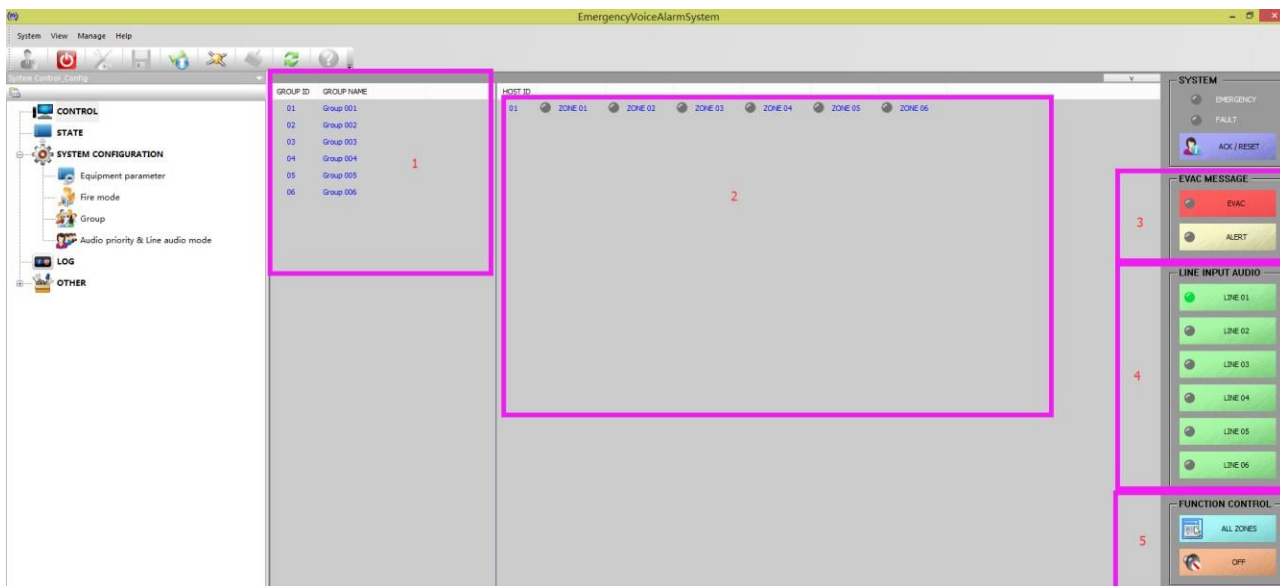 EmergencyVoiceAlarmSystem
System View Manage Help
System Control_Config
CONTROL
STATE
SYSTEM CONFIGURATION
Equipment parameter
Fire mode
Group
Audio priority & Line audio mode
LOG
OTHER
GROUP ID GROUP NAME
01 Group 001
02 Group 002
03 Group 003
04 Group 004
05 Group 005
06 Group 006
1
HOST ID
01 ZONE 01 ZONE 02 ZONE 03 ZONE 04 ZONE 05 ZONE 06
2
SYSTEM
EMERGENCY
FAULT
ACK / RESET
EVAC MESSAGE
EVAC
3
ALERT
LINE INPUT AUDIO
LINE 01
LINE 02
LINE 03
4
LINE 04
LINE 05
LINE 06
FUNCTION CONTROL
ALL ZONES
5
OFF